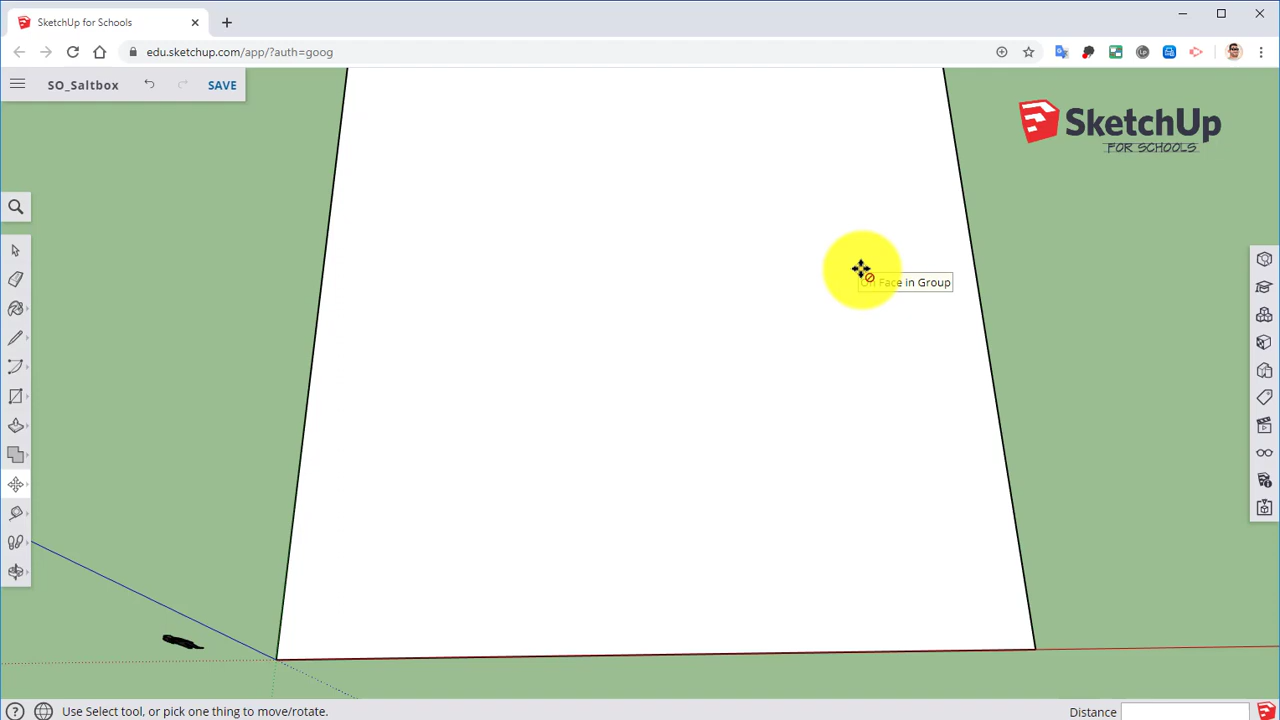 SketchUp for Schools
edu.sketchup.com/app/?auth=goog
SO_Saltbox
SAVE
SketchUp
FOR SCHOOLS
On Face in Group
Use Select tool, or pick one thing to move/rotate.
Distance